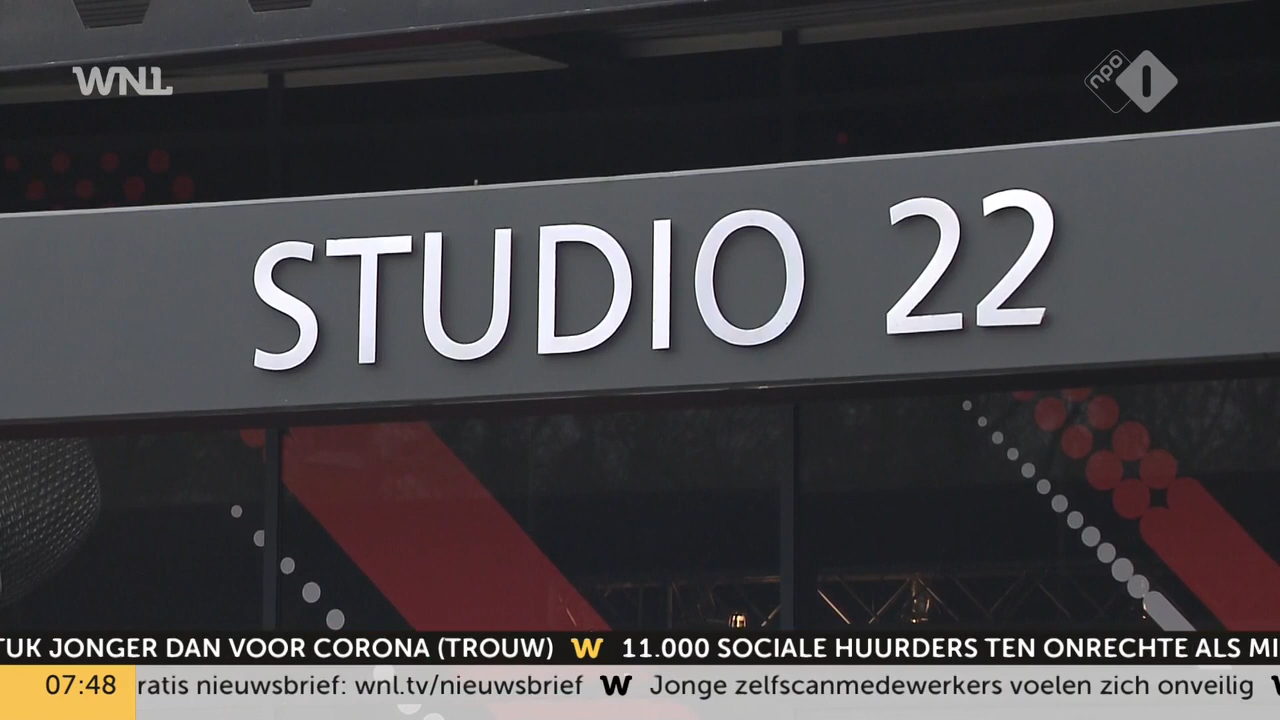 WNL
npo 1
STUDIO 22
TUK JONGER DAN VOOR CORONA (TROUW) W 11.000 SOCIALE HUURDERS TEN ONRECHTE ALS MI
07:48 ratis nieuwsbrief: wnl.tv/nieuwsbrief W Jonge zelfscanmedewerkers voelen zich onveilig